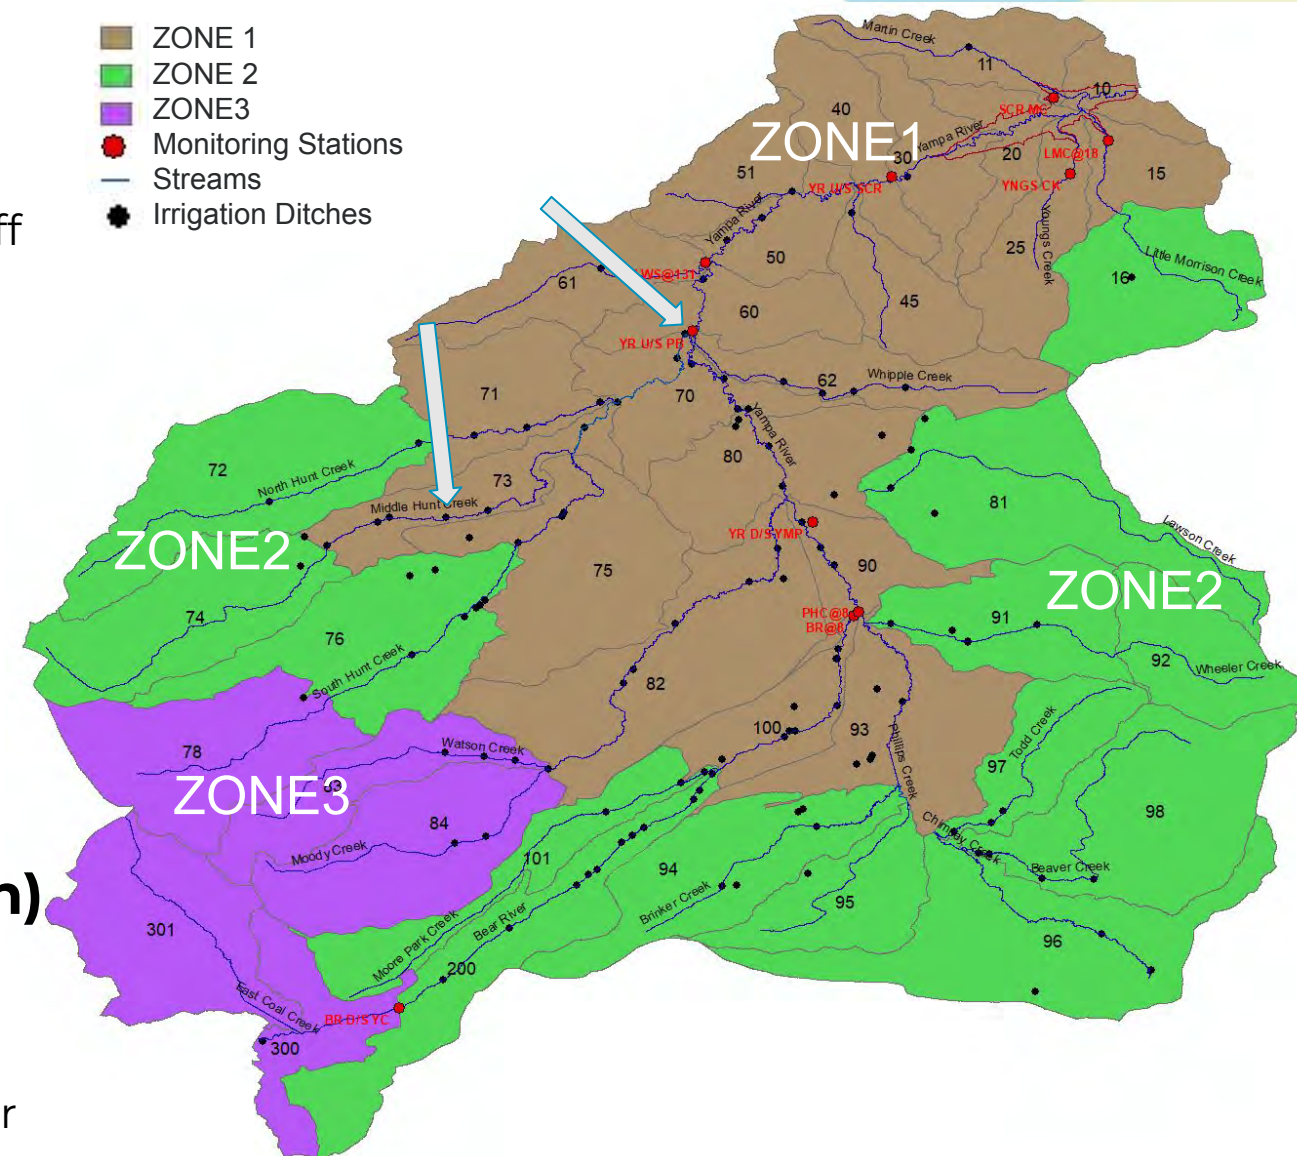 ZONE 1
ZONE 2
ZONE3
Monitoring Stations
Streams
Irrigation Ditches
ff
n)
r
Martin Creek
11
10
SCR MC
40
ZONE1
Yampa River
30
20
LMC@18
15
YR U/S SCR
YNGS CK
51
Yampa River
Youngs Creek
25
50
16
Little Morrison Creek
WS@131
61
45
60
YR U/S PB
62
Whipple Creek
71
70
Yampa River
80
72
North Hunt Creek
73
Middle Hunt Creek
81
Lawson Creek
YR D/S YMP
ZONE2
75
90
ZONE2
74
76
PHC@8
BR@8
91
92
Wheeler Creek
South Hunt Creek
82
78
Watson Creek
100
93
Phillips Creek
97
Todd Creek
ZONE3
83
84
Moody Creek
98
Chimney Creek
101
94
Beaver Creek
Brinker Creek
95
301
Moore Park Creek
Bear River
96
200
East Coal Creek
BR D/S YC
300